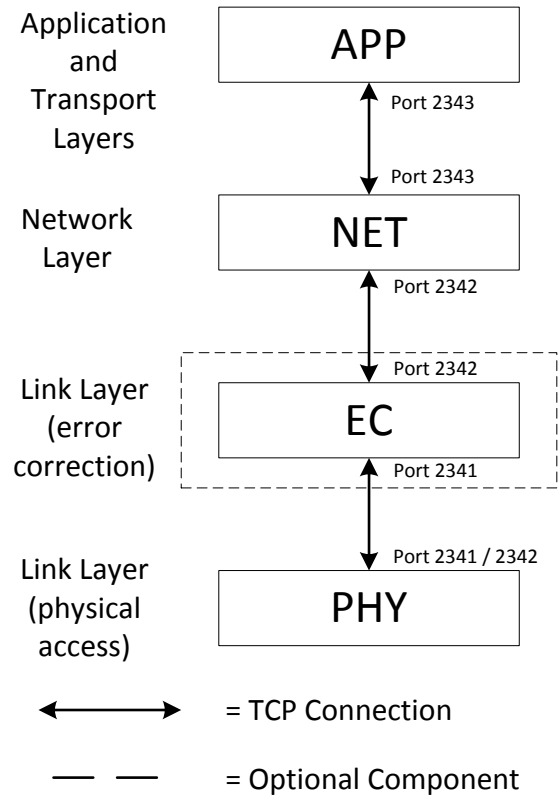 Application
and
Transport
Layers
APP
Port 2343
Port 2343
Network
Layer
NET
Port 2342
Port 2342
Link Layer
(error
correction)
EC
Port 2341
Port 2341 / 2342
Link Layer
(physical
access)
PHY
= TCP Connection
= Optional Component